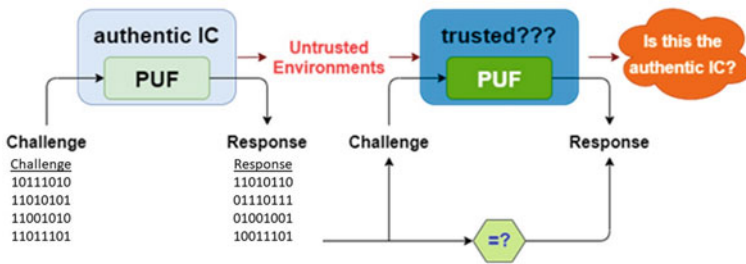 authentic IC
PUF
Untrusted
Environments
trusted???
PUF
Is this the
authentic IC?
Challenge
Response
Challenge
Response
Challenge
Response
10111010
11010110
11010101
01110111
11001010
01001001
11011101
10011101
=?